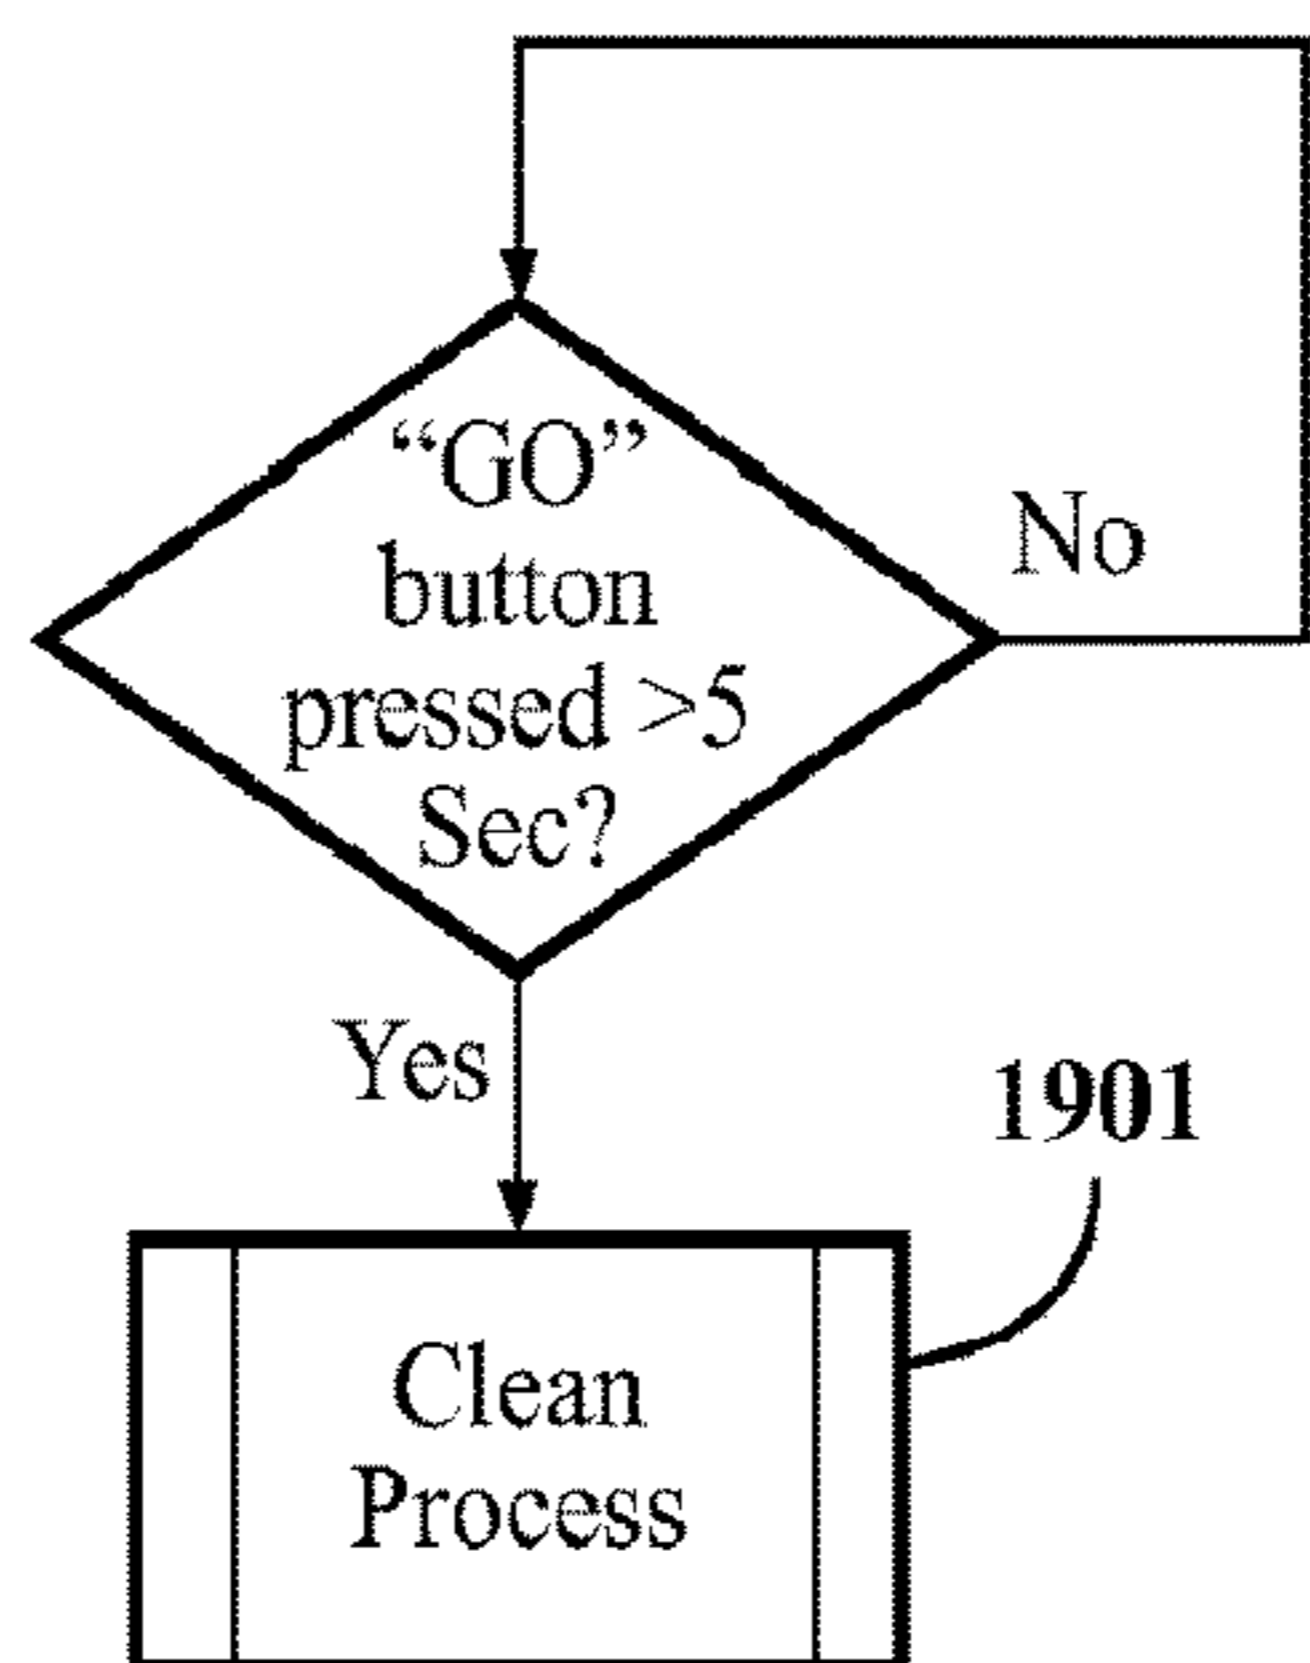 “GO”
button
pressed >5
Sec?
No
Yes
1901
Clean
Process